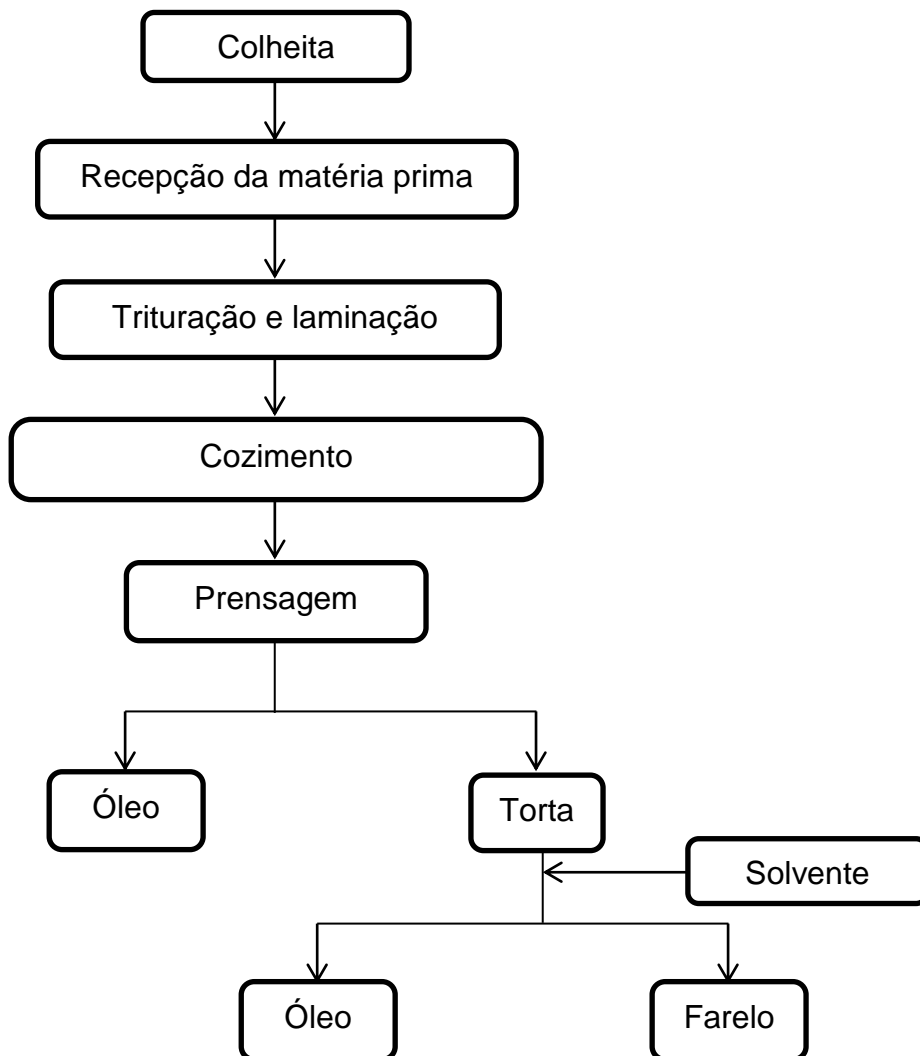 Colheita
Recepção da matéria prima
Trituração e laminação
Cozimento
Prensagem
Óleo
Torta
Solvente
Óleo
Farelo